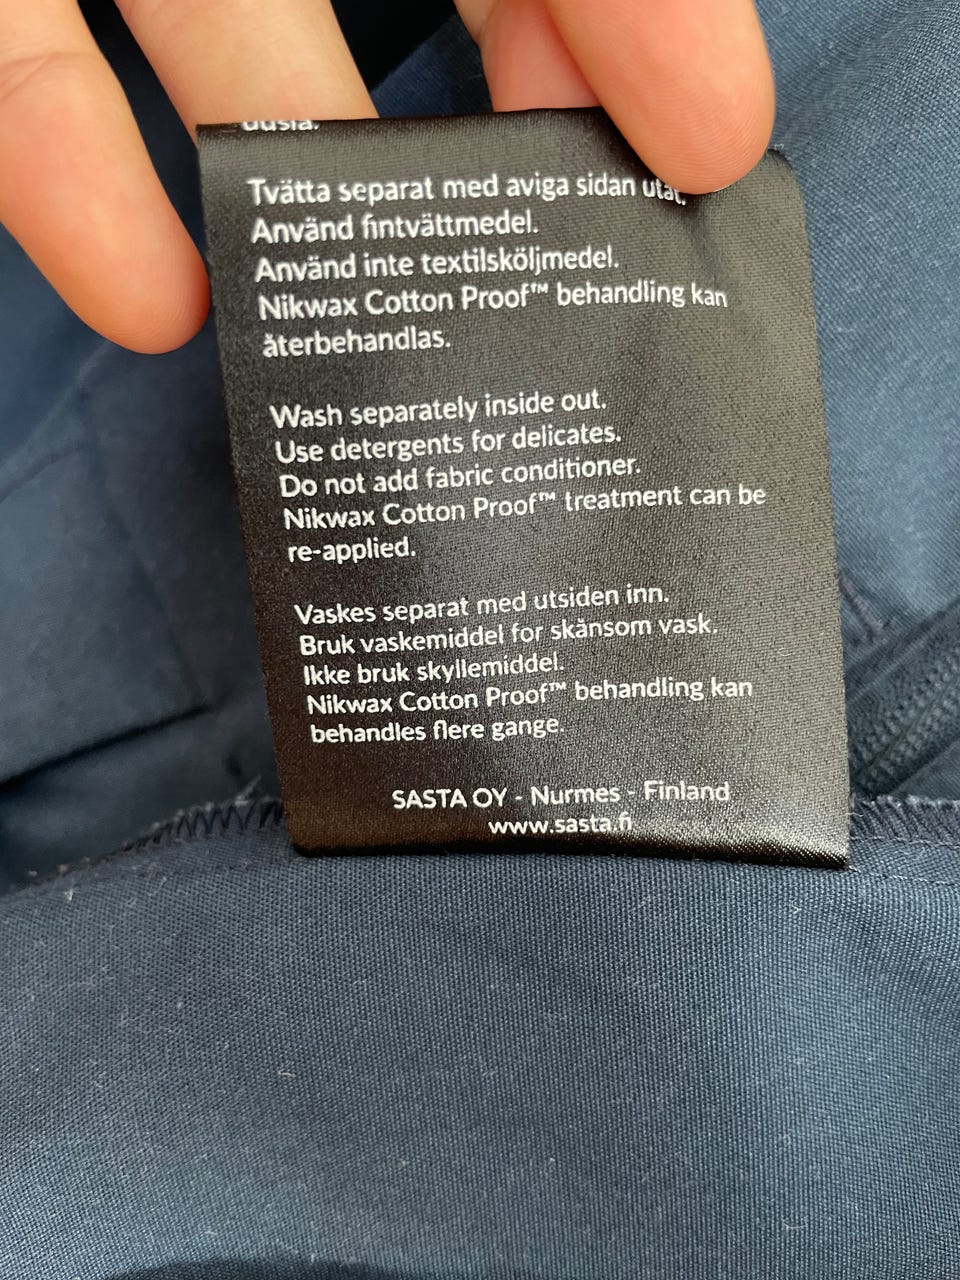 Tvätta separat med aviga sidan utåt.
Använd fintvättmedel.
Använd inte textilsköljmedel.
Nikwax Cotton Proof™ behandling kan
återbehandlas.
Wash separately inside out.
Use detergents for delicates.
Do not add fabric conditioner.
Nikwax Cotton Proof™ treatment can be
re-applied.
Vaskes separat med utsiden inn.
Bruk vaskemiddel for skånsom vask.
Ikke bruk skyllemiddel.
Nikwax Cotton Proof™ behandling kan
behandles flere gange.
SASTA OY - Nurmes - Finland
www.sasta.fi